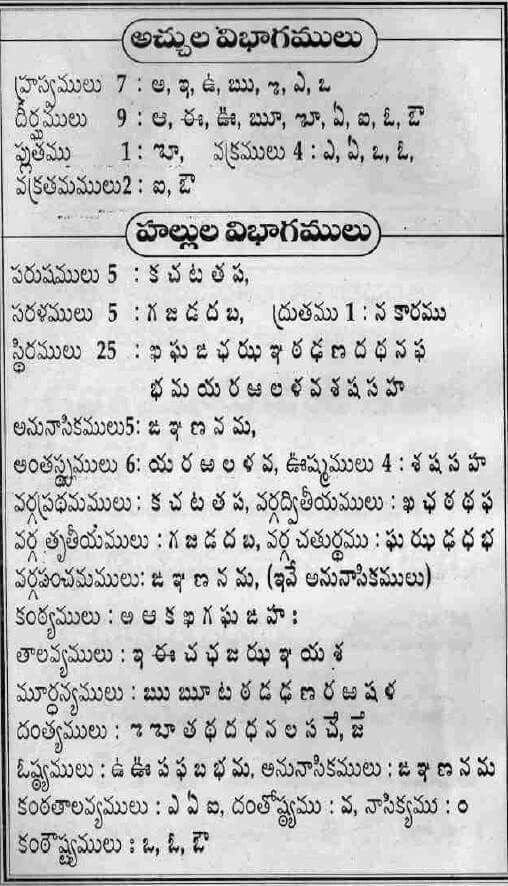 అచ్చుల విభాగములు
హ్రస్వములు 7 : అ, ఇ, ఉ, ఋ, ఌ, ఎ, ఒ
దీర్ఘములు 9 : ఆ, ఈ, ఊ, ౠ, ౡ, ఏ, ఐ, ఓ, ఔ
ప్లుతము 1 : ౡ, వక్రములు 4 : ఎ, ఏ, ఒ, ఓ,
వక్రతమములు2 : ఐ, ఔ
హల్లుల విభాగములు
పరుషములు 5 : క చ ట త ప,
సరళములు 5 : గ జ డ ద బ, ద్రుతము 1 : న కారము
స్థిరములు 25 : ఖ ఘ ఙ ఛ ఝ ఞ ఠ ఢ ణ ద ధ న ఫ
భ మ య ర ఱ ల ళ వ శ ష స హ
అనునాసికములు5: ఙ ఞ ణ న మ,
అంతస్థములు 6: య ర ఱ ల ళ వ, ఊష్మములు 4 : శ ష స హ
వర్గప్రథమములు : క చ ట త ప, వర్గద్వితీయములు : ఖ ఛ ఠ థ ఫ
వర్గ తృతీయములు : గ జ డ ద బ, వర్గ చతుర్థము : ఘ ఝ ఢ ధ భ
వర్గపంచమములు: ఙ ఞ ణ న మ, (ఇవే అనునాసికములు)
కంఠ్యములు : అ ఆ క ఖ గ ఘ ఙ హ :
తాలవ్యములు : ఇ ఈ చ ఛ జ ఝ ఞ య శ
మూర్ధన్యములు : ఋ ౠ ట ఠ డ ఢ ణ ర ఱ ష ళ
దంత్యములు : ఌ ౡ త థ ద ధ న ల స చే, జే
ఓష్ఠ్యములు : ఉ ఊ ప ఫ బ భ మ, అనునాసికములు : ఙ ఞ ణ న మ
కంఠతాలవ్యములు : ఎ ఏ ఐ, దంతోష్ఠ్యము : వ, నాసిక్యము : ం
కంఠౌష్ట్యములు : ఒ, ఓ, ఔ